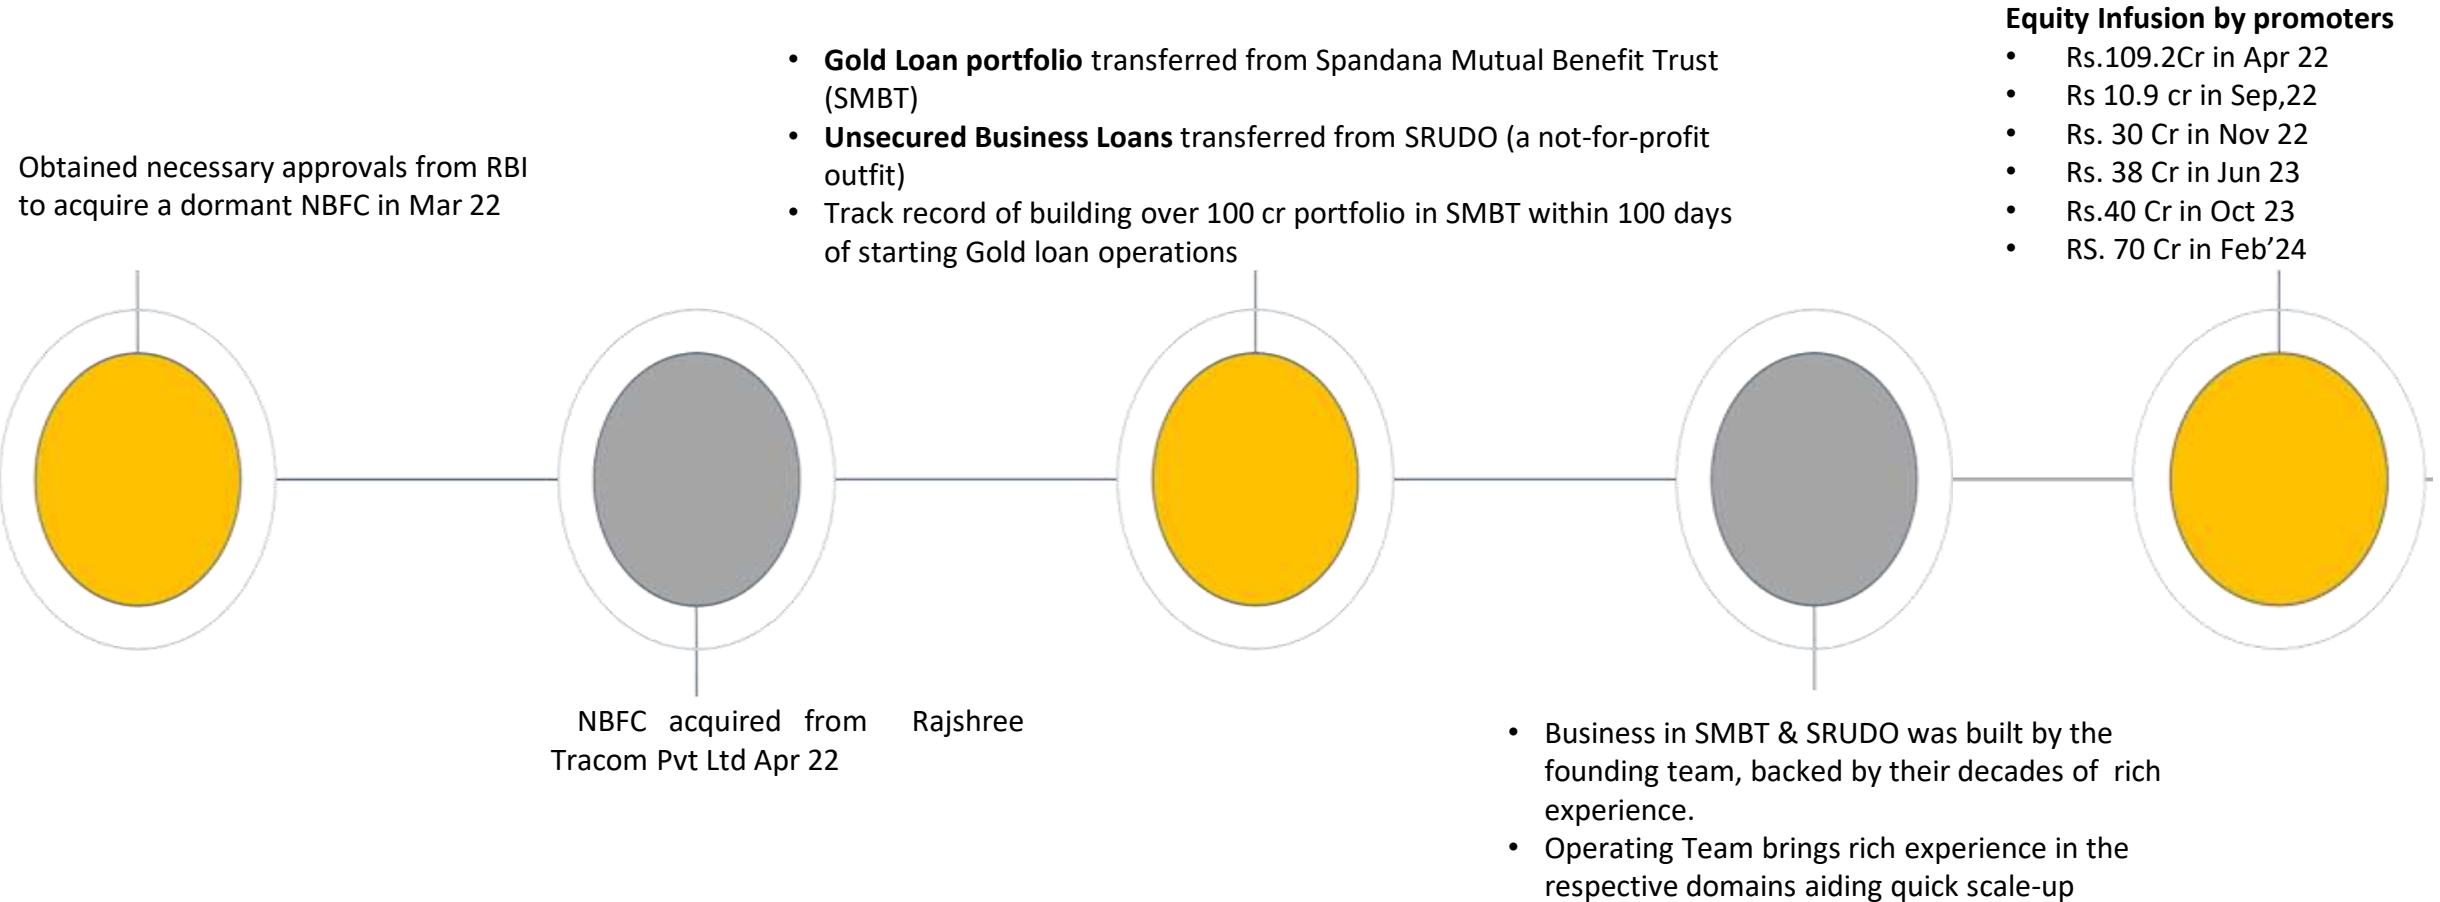 Obtained necessary approvals from RBI
to acquire a dormant NBFC in Mar 22
NBFC acquired from Rajshree
Tracom Pvt Ltd Apr 22
• Gold Loan portfolio transferred from Spandana Mutual Benefit Trust
(SMBT)
• Unsecured Business Loans transferred from SRUDO (a not-for-profit
outfit)
• Track record of building over 100 cr portfolio in SMBT within 100 days
of starting Gold loan operations
• Business in SMBT & SRUDO was built by the
founding team, backed by their decades of rich
experience.
• Operating Team brings rich experience in the
respective domains aiding quick scale-up
Equity Infusion by promoters
• Rs.109.2Cr in Apr 22
• Rs 10.9 cr in Sep,22
• Rs. 30 Cr in Nov 22
• Rs. 38 Cr in Jun 23
• Rs.40 Cr in Oct 23
• RS. 70 Cr in Feb’24